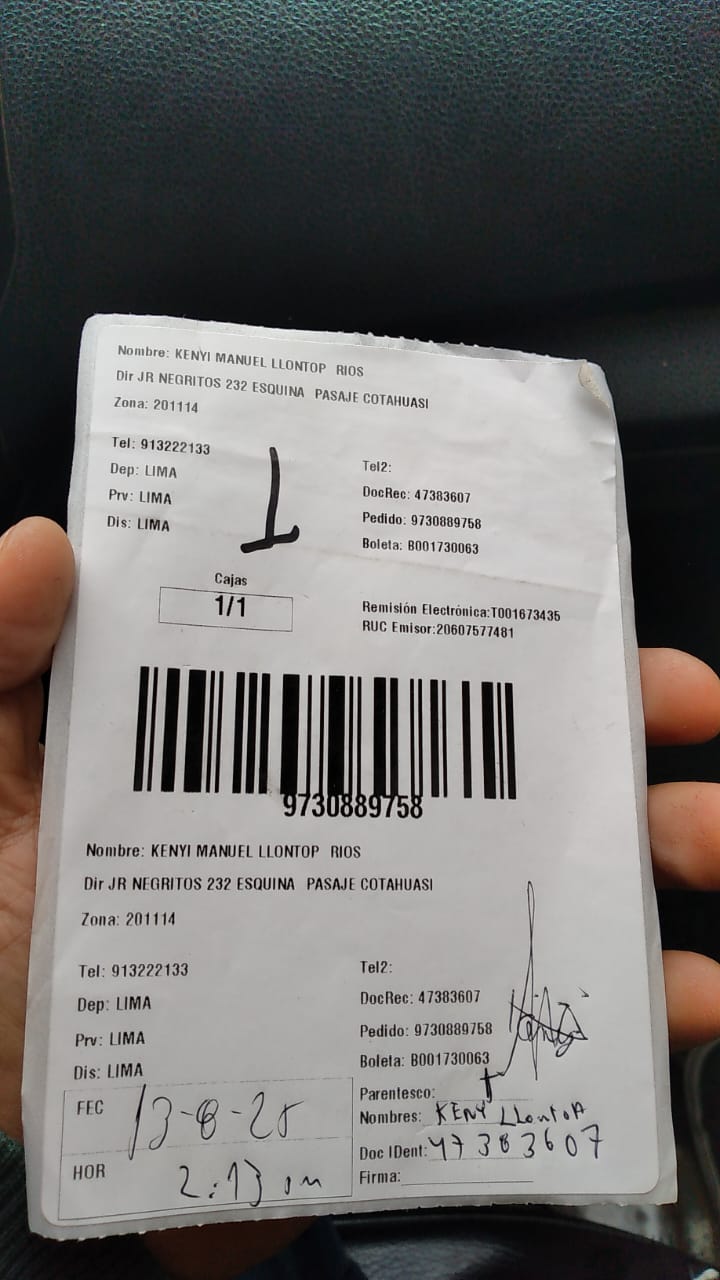 Nombre: KENYI MANUEL LLONTOP RIOS
Dir JR NEGRITOS 232 ESQUINA PASAJE COTAHUASI
Zona: 201114
Tel: 913222133
Dep: LIMA
Prv: LIMA
Dis: LIMA
1
Tel2:
DocRec: 47383607
Pedido: 9730889758
Boleta: B001730063
Cajas
1/1
Remisión Electrónica:T001673435
RUC Emisor:20607577481
9730889758
Nombre: KENYI MANUEL LLONTOP RIOS
Dir JR NEGRITOS 232 ESQUINA PASAJE COTAHUASI
Zona: 201114
Tel: 913222133
Dep: LIMA
Prv: LIMA
Dis: LIMA
Tel2:
DocRec: 47383607
Pedido: 9730889758
Boleta: B001730063
FEC 13-8-25
HOR 2:13 pm
Parentesco: T
Nombres: KENY LLontop
Doc IDent: 47383607
Firma: